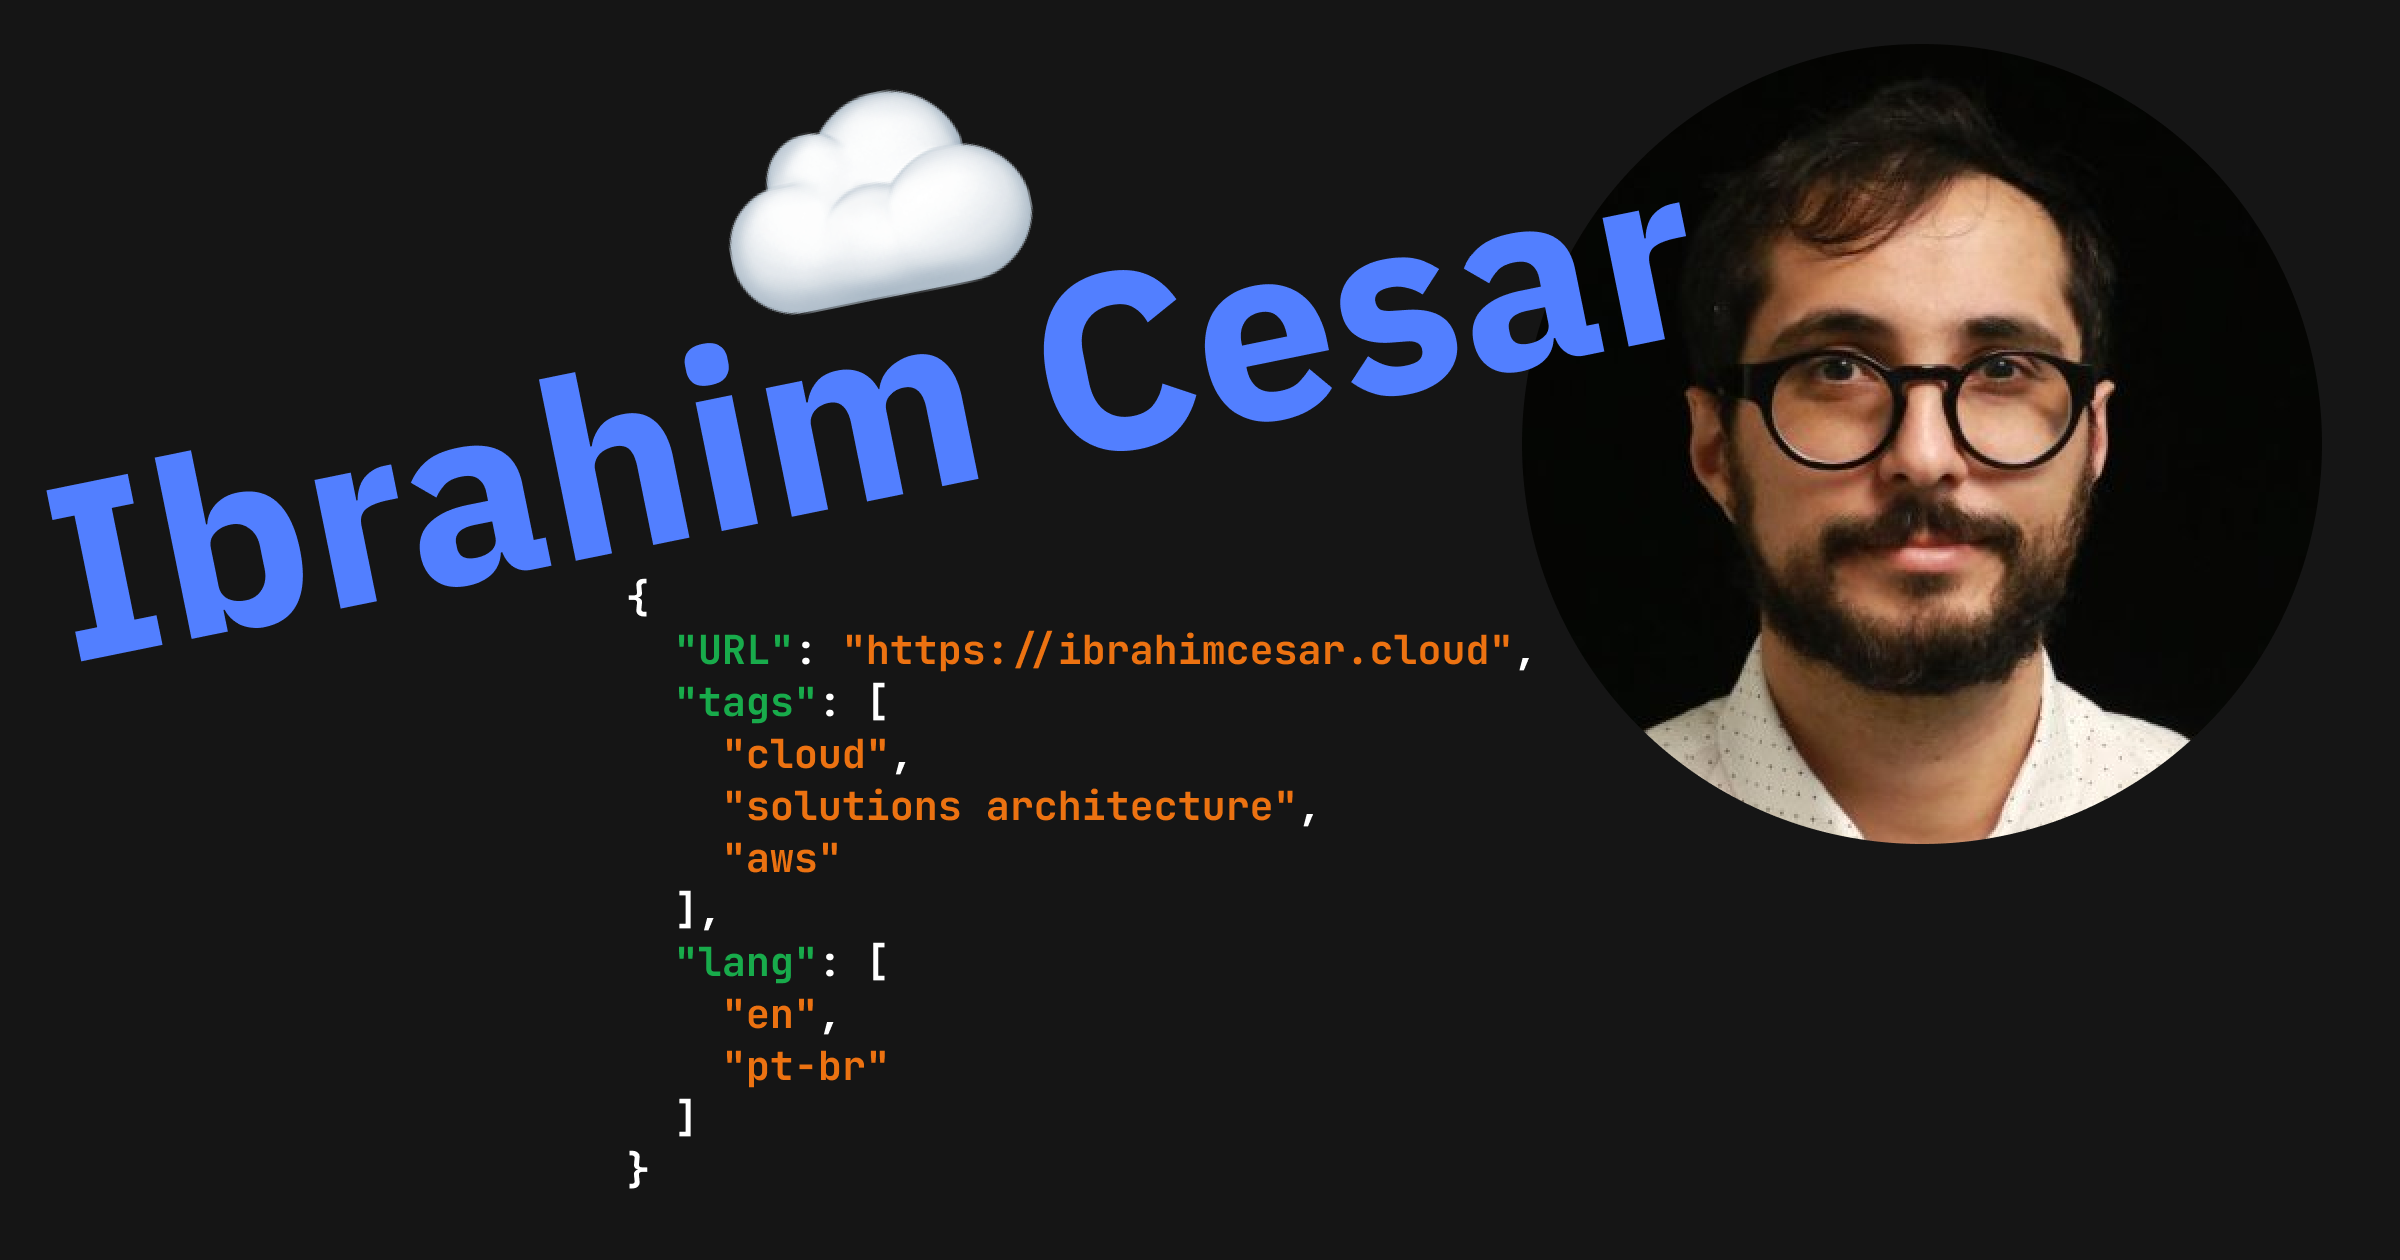 Ibrahim Cesar
{
"URL": "https://ibrahimcesar.cloud",
"tags": [
"cloud",
"solutions architecture",
"aws"
],
"lang": [
"en",
"pt-br"
]
}